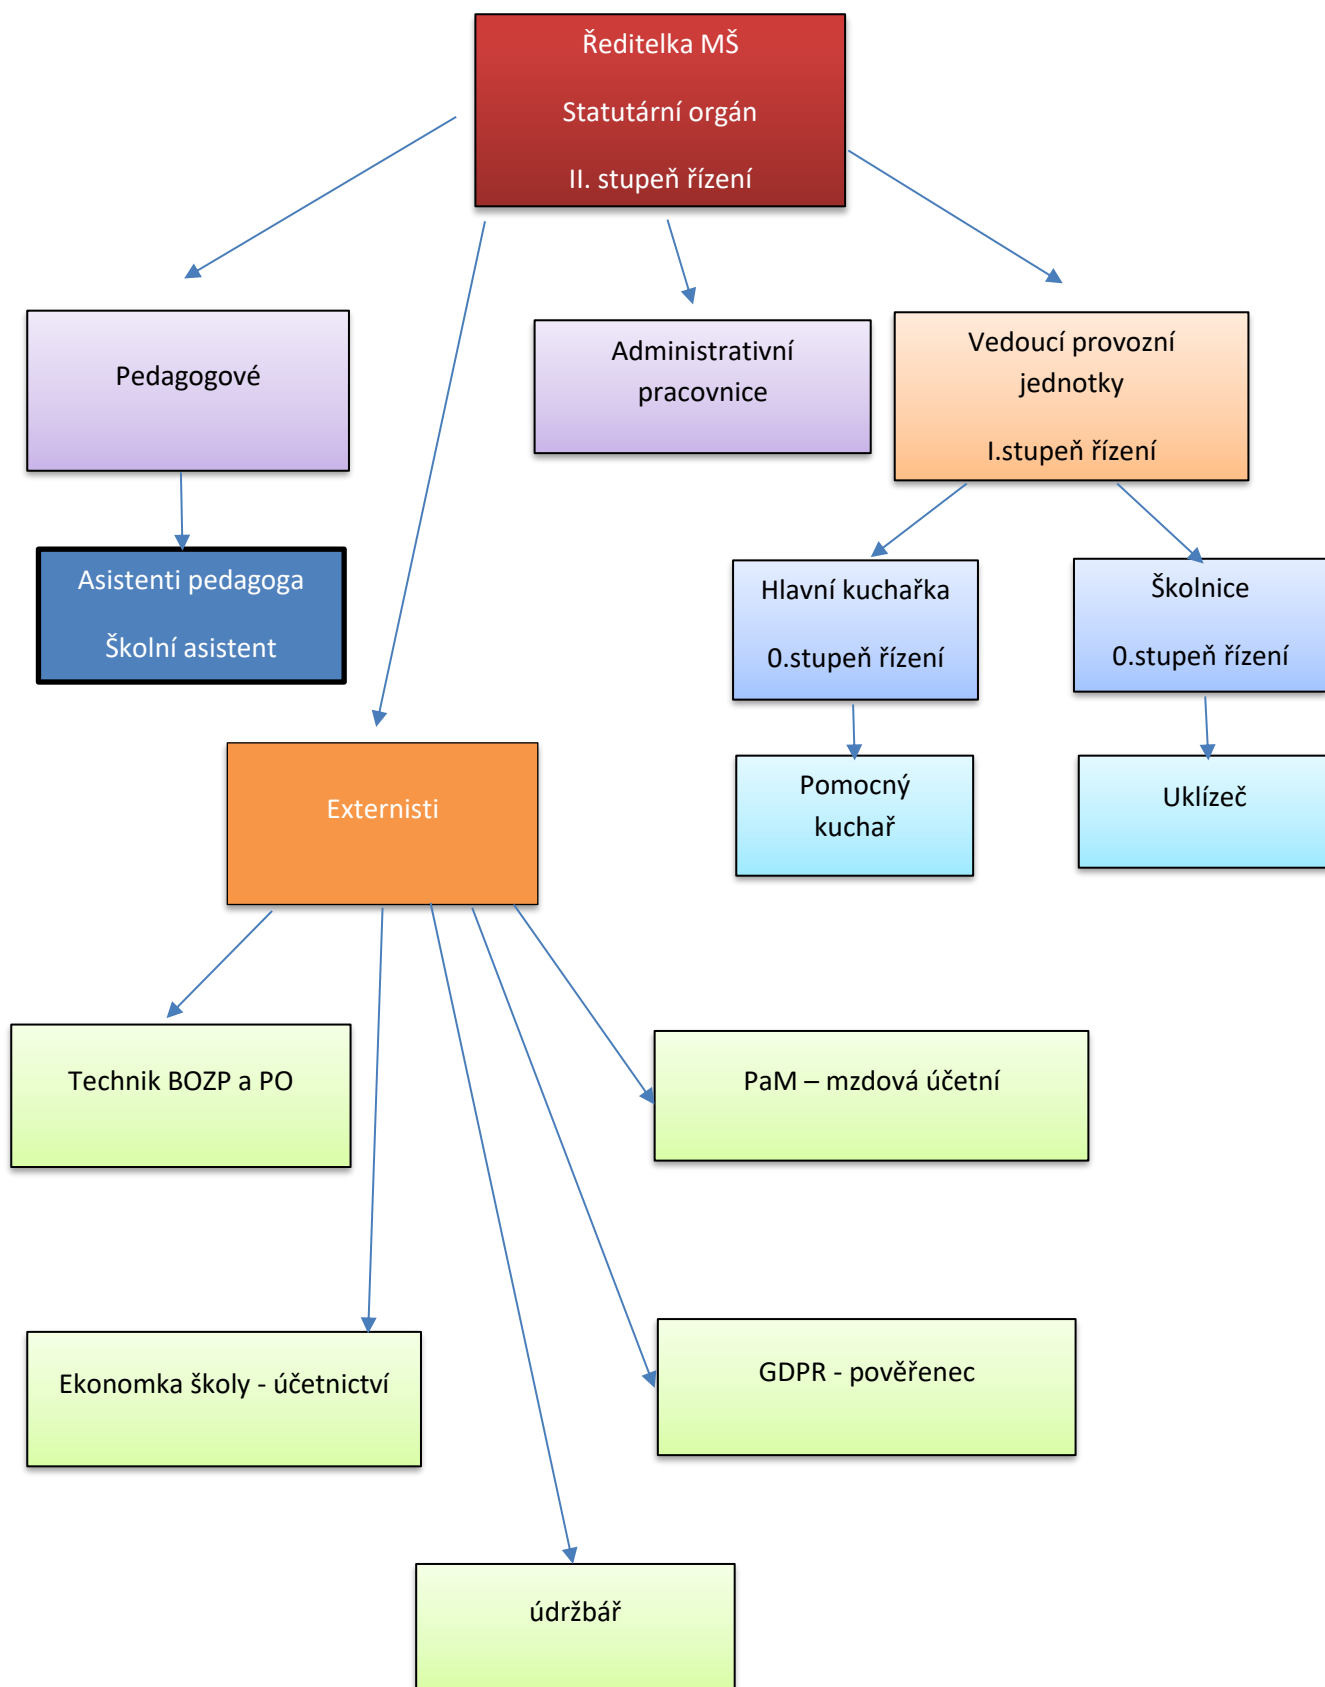 Ředitelka MŠ
Statutární orgán
II. stupeň řízení
Pedagogové
Administrativní
pracovnice
Vedoucí provozní
jednotky
I.stupeň řízení
Asistenti pedagoga
Školní asistent
Hlavní kuchařka
0.stupeň řízení
Školnice
0.stupeň řízení
Pomocný
kuchař
Uklízeč
Externisti
Technik BOZP a PO
PaM – mzdová účetní
Ekonomka školy - účetnictví
GDPR - pověřenec
údržbář